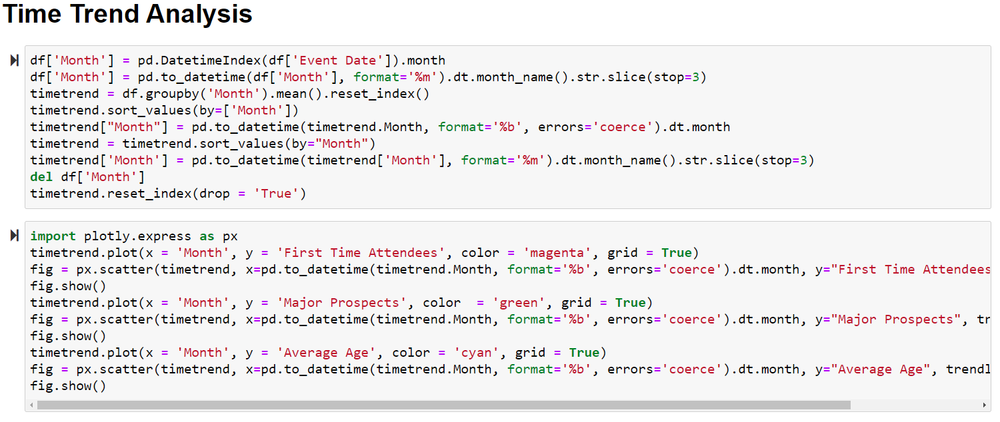 Time Trend Analysis
df['Month'] = pd.DatetimeIndex(df['Event Date']).month
df['Month'] = pd.to_datetime(df['Month'], format='%m').dt.month_name().str.slice(stop=3)
timetrend = df.groupby('Month').mean().reset_index()
timetrend.sort_values(by=['Month'])
timetrend["Month"] = pd.to_datetime(timetrend.Month, format='%b', errors='coerce').dt.month
timetrend = timetrend.sort_values(by="Month")
timetrend['Month'] = pd.to_datetime(timetrend['Month'], format='%m').dt.month_name().str.slice(stop=3)
del df['Month']
timetrend.reset_index(drop = 'True')
import plotly.express as px
timetrend.plot(x = 'Month', y = 'First Time Attendees', color = 'magenta', grid = True)
fig = px.scatter(timetrend, x=pd.to_datetime(timetrend.Month, format='%b', errors='coerce').dt.month, y="First Time Attendees
fig.show()
timetrend.plot(x = 'Month', y = 'Major Prospects', color  = 'green', grid = True)
fig = px.scatter(timetrend, x=pd.to_datetime(timetrend.Month, format='%b', errors='coerce').dt.month, y="Major Prospects", tr
fig.show()
timetrend.plot(x = 'Month', y = 'Average Age', color = 'cyan', grid = True)
fig = px.scatter(timetrend, x=pd.to_datetime(timetrend.Month, format='%b', errors='coerce').dt.month, y="Average Age", trendl
fig.show()